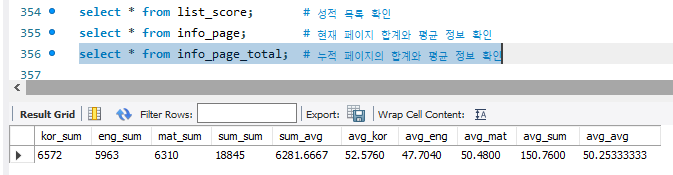 354 select * from list_score; # 성적 목록 확인
355 select * from info_page; # 현재 페이지 합계와 평균 정보 확인
356 select * from info_page_total; # 누적 페이지의 합계와 평균 정보 확인
357
Result Grid Filter Rows: Export: Wrap Cell Content:
kor_sum eng_sum mat_sum sum_sum sum_avg avg_kor avg_eng avg_mat avg_sum avg_avg
6572 5963 6310 18845 6281.6667 52.5760 47.7040 50.4800 150.7600 50.25333333